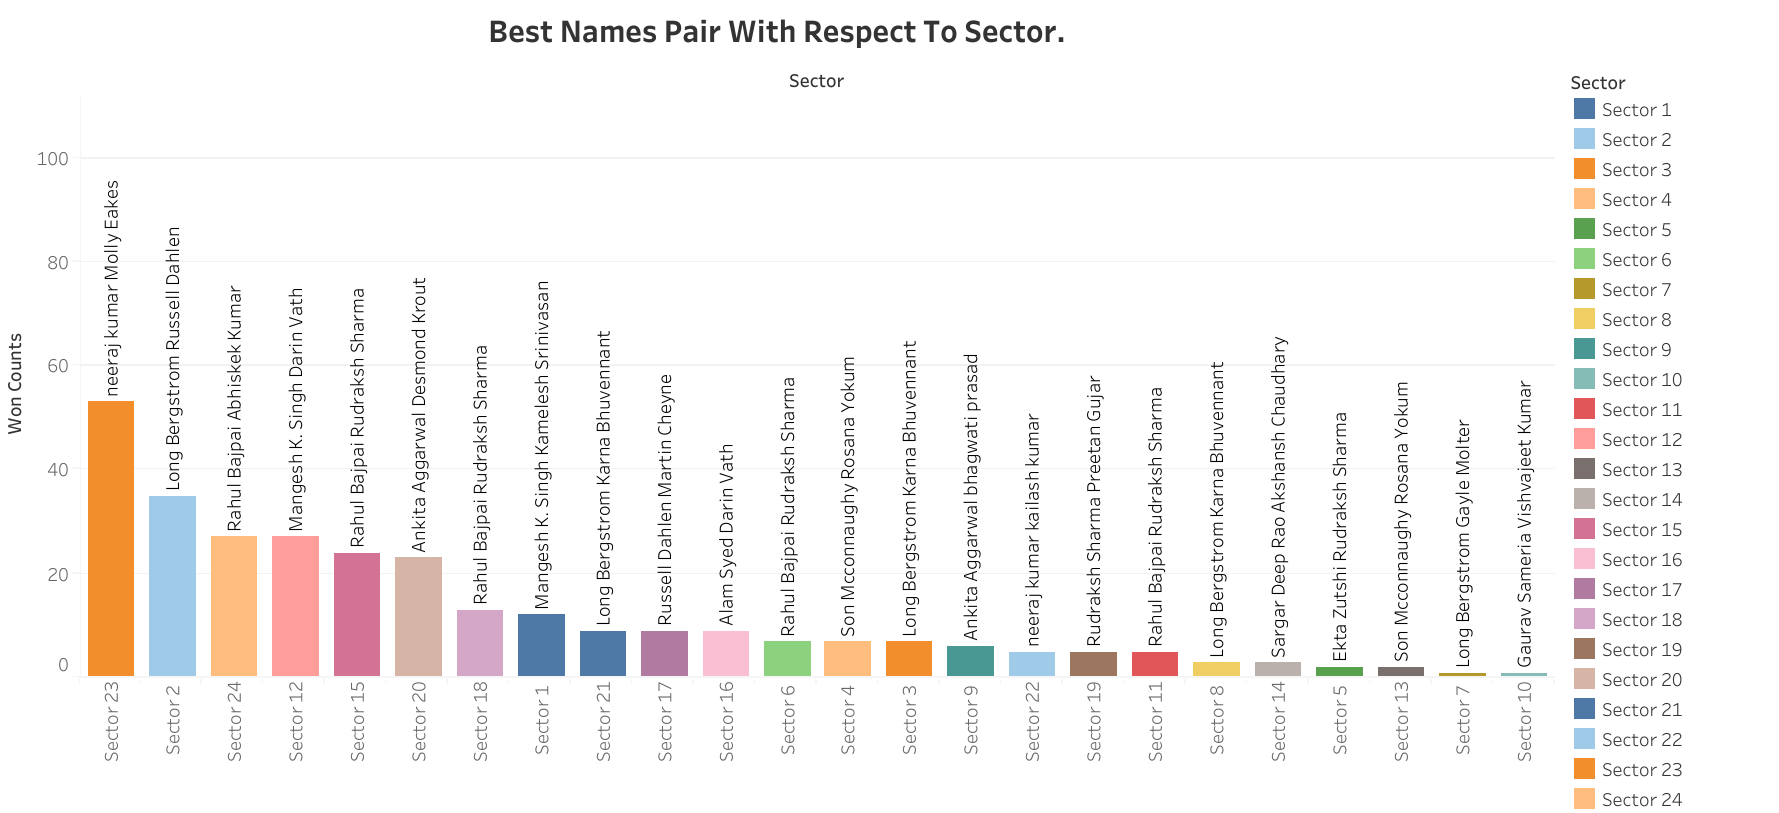 Best Names Pair With Respect To Sector.
Sector
Won Counts
100
80
60
40
20
0
neeraj kumar Molly Eakes
Long Bergstrom Russell Dahlen
Rahul Bajpai Abhiskek Kumar
Mangesh K. Singh Darin Vath
Rahul Bajpai Rudraksh Sharma
Ankita Aggarwal Desmond Krout
Rahul Bajpai Rudraksh Sharma
Mangesh K. Singh Kamelesh Srinivasan
Long Bergstrom Karna Bhuvennant
Russell Dahlen Martin Cheyne
Alam Syed Darin Vath
Rahul Bajpai Rudraksh Sharma
Son Mcconnaughy Rosana Yokum
Long Bergstrom Karna Bhuvennant
Ankita Aggarwal bhagwati prasad
neeraj kumar kailash kumar
Rudraksh Sharma Preetan Gujar
Rahul Bajpai Rudraksh Sharma
Long Bergstrom Karna Bhuvennant
Sargar Deep Rao Akshansh Chaudhary
Ekta Zutshi Rudraksh Sharma
Son Mcconnaughy Rosana Yokum
Long Bergstrom Gayle Molter
Gaurav Sameria Vishvajeet Kumar
Sector 23
Sector 2
Sector 24
Sector 12
Sector 15
Sector 20
Sector 18
Sector 1
Sector 21
Sector 17
Sector 16
Sector 6
Sector 4
Sector 3
Sector 9
Sector 22
Sector 19
Sector 11
Sector 8
Sector 14
Sector 5
Sector 13
Sector 7
Sector 10
Sector
Sector 1
Sector 2
Sector 3
Sector 4
Sector 5
Sector 6
Sector 7
Sector 8
Sector 9
Sector 10
Sector 11
Sector 12
Sector 13
Sector 14
Sector 15
Sector 16
Sector 17
Sector 18
Sector 19
Sector 20
Sector 21
Sector 22
Sector 23
Sector 24